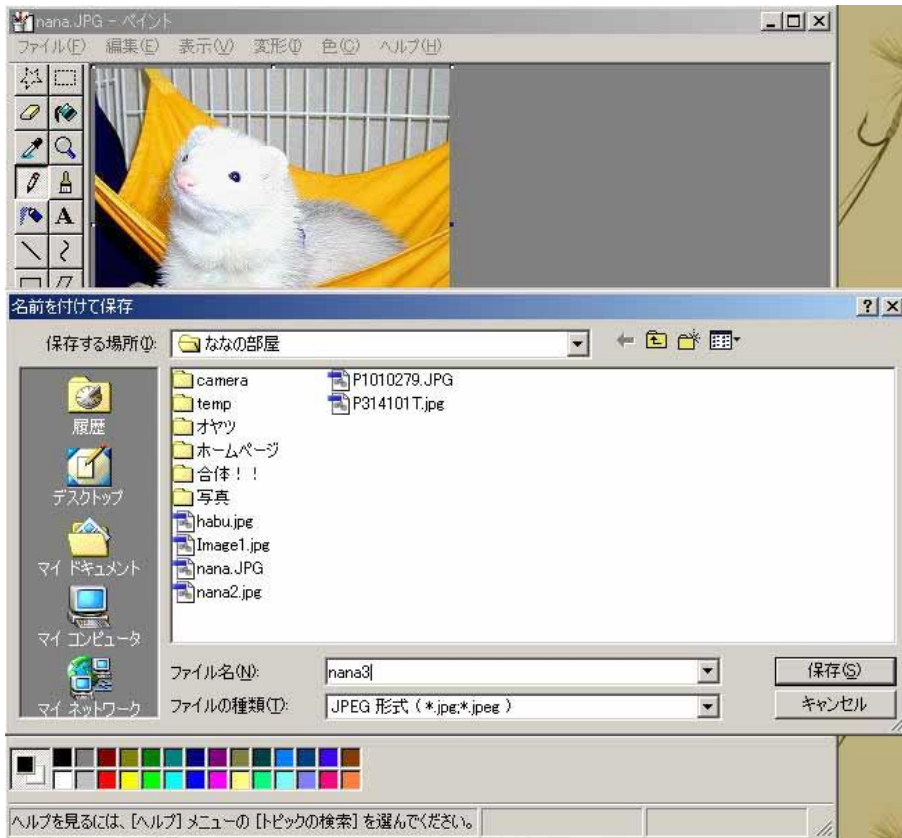 nana.JPG - ペイント
ファイル(F) 編集(E) 表示(V) 変形(I) 色(C) ヘルプ(H)
A
名前を付けて保存
保存する場所(I): ななの部屋
camera
temp
オヤツ
ホームページ
合体！！
写真
habu.jpg
Image1.jpg
nana.JPG
nana2.jpg
P1010279.JPG
P314101T.jpg
履歴
デスクトップ
マイ ドキュメント
マイ コンピュータ
マイ ネットワーク
ファイル名(N): nana3
保存(S)
ファイルの種類(T): JPEG 形式 ( *.jpg;*.jpeg )
キャンセル
ヘルプを見るには、[ヘルプ] メニューの [トピックの検索] を選んでください。